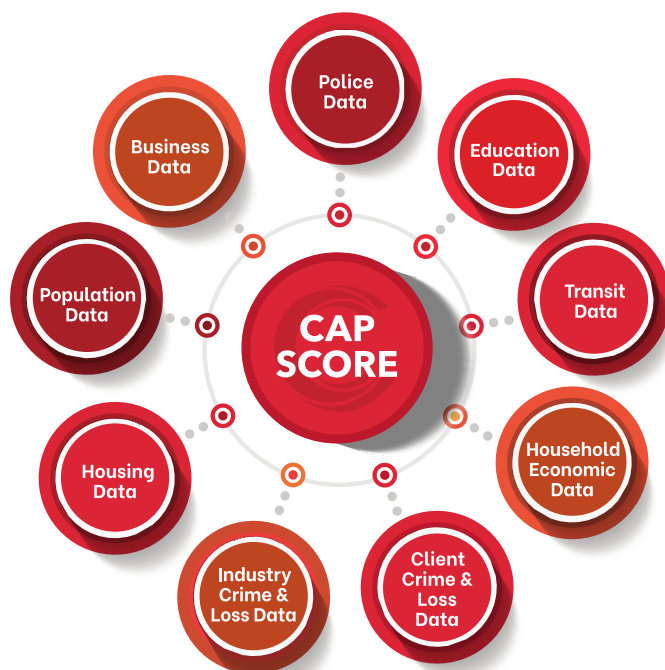 Police
Data
Education
Data
Transit
Data
Household
Economic
Data
Client
Crime &
Loss
Data
Industry
Crime &
Loss Data
Housing
Data
Population
Data
Business
Data
CAP
SCORE